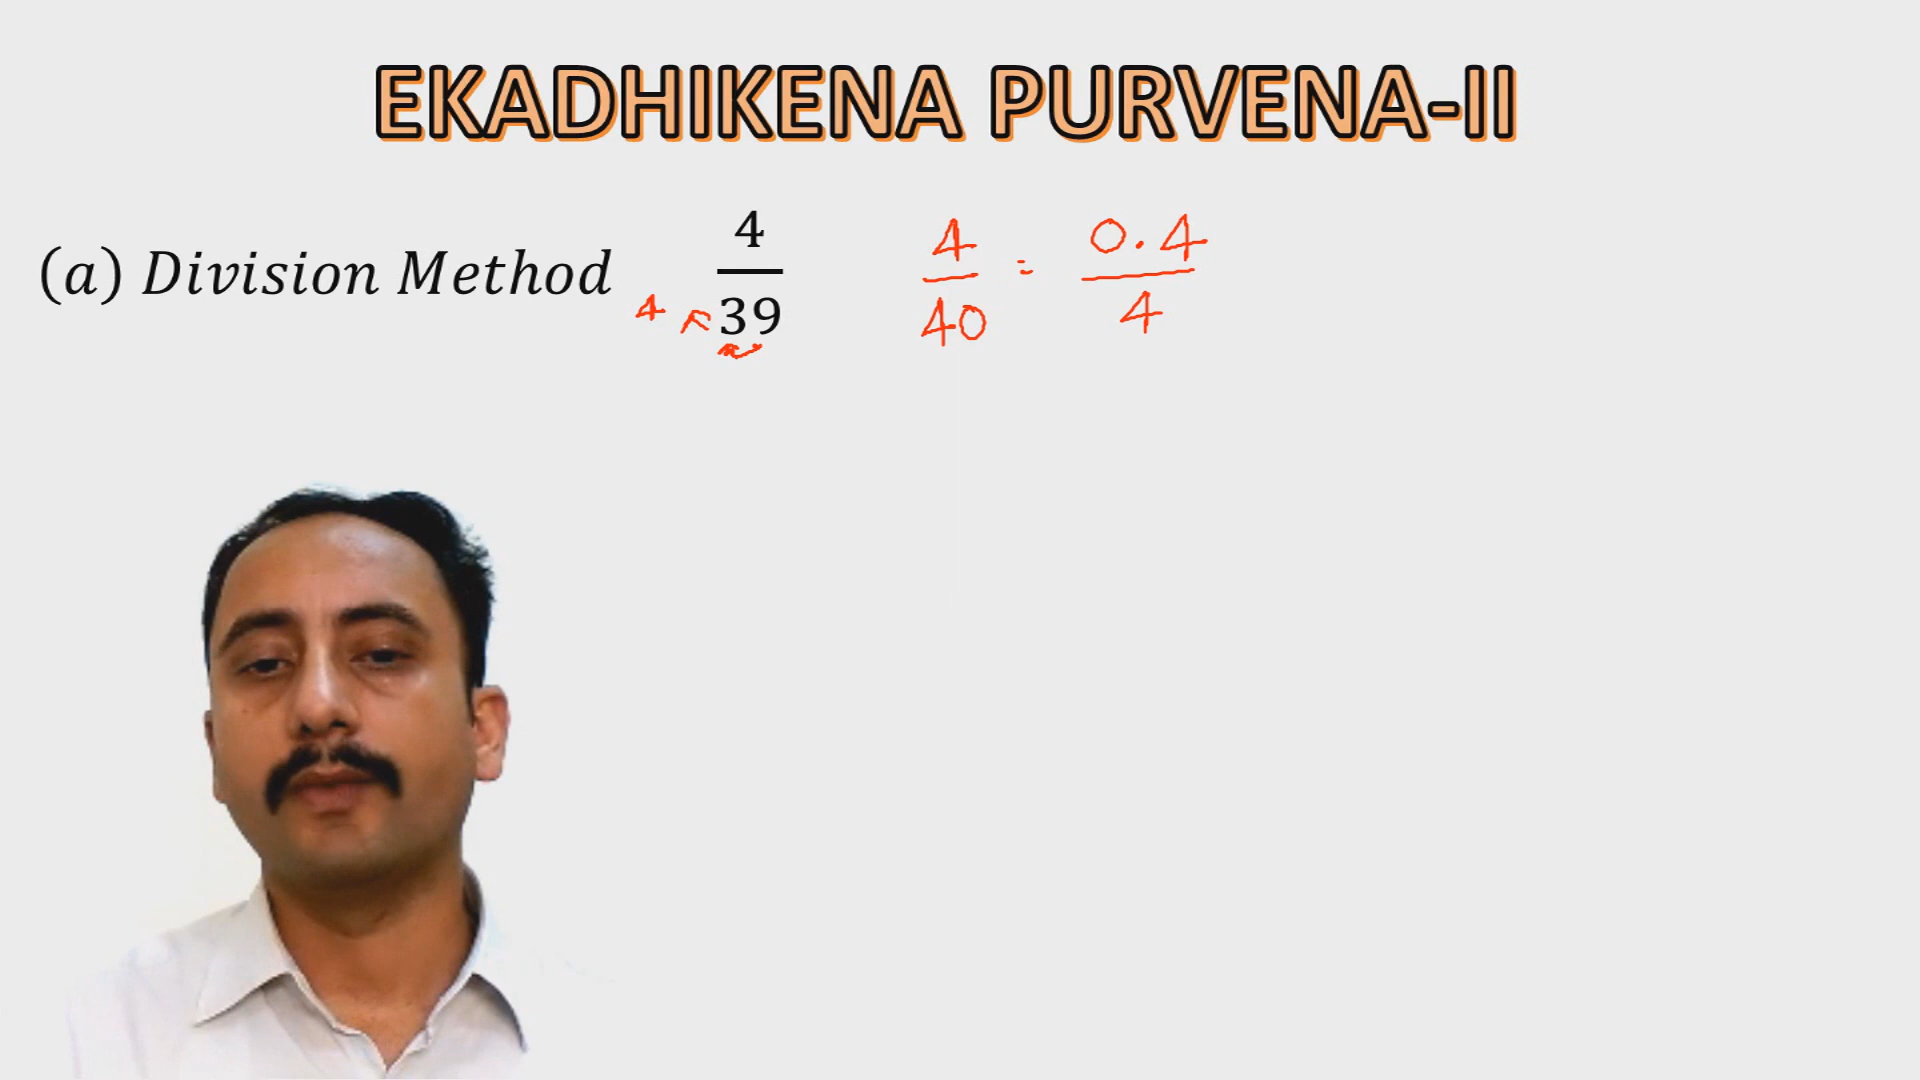 EKADHIKENA PURVENA-II
(a) Division Method 4/39 4/40 = 0.4/4
4